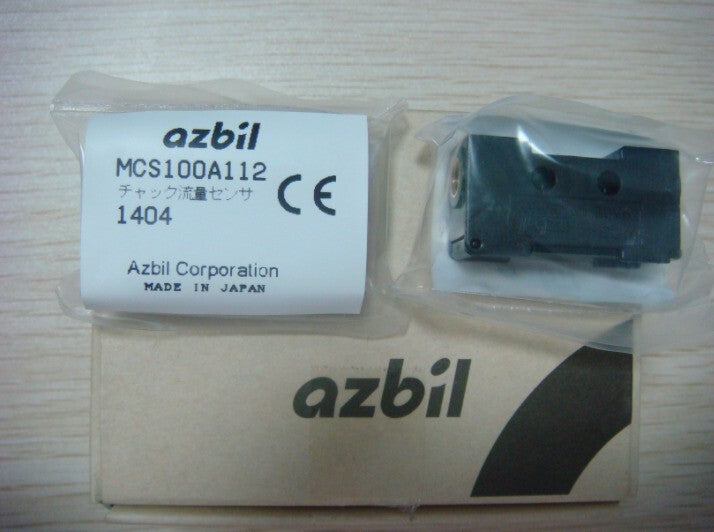 azbil
MCS100A112
チャック流量センサ
1404
CE
Azbil Corporation
MADE IN JAPAN
azbil